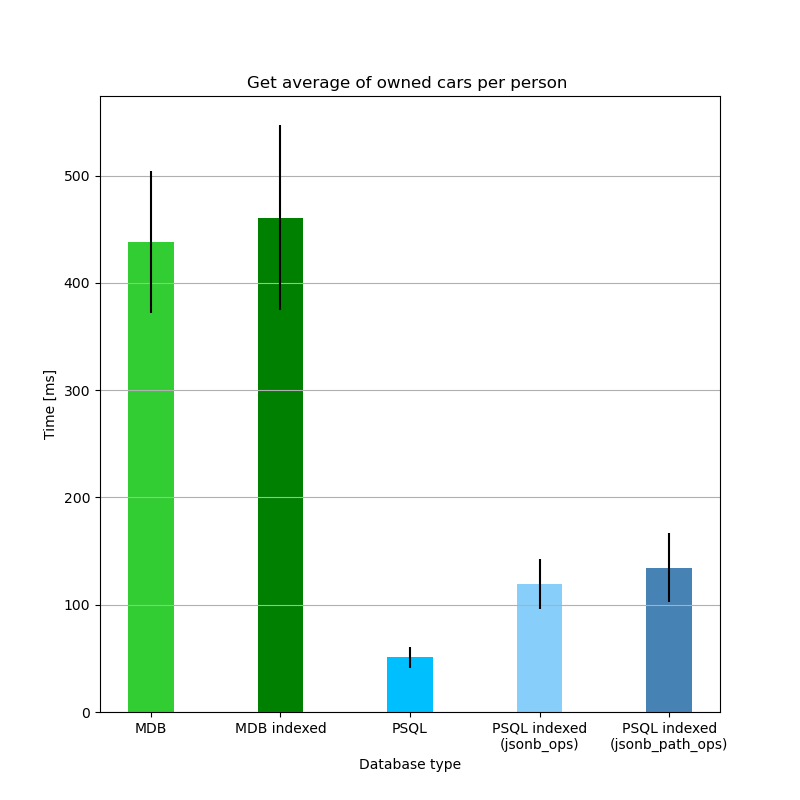 Get average of owned cars per person
Time [ms]
500
400
300
200
100
0
MDB
MDB indexed
PSQL
PSQL indexed
(jsonb_ops)
PSQL indexed
(jsonb_path_ops)
Database type